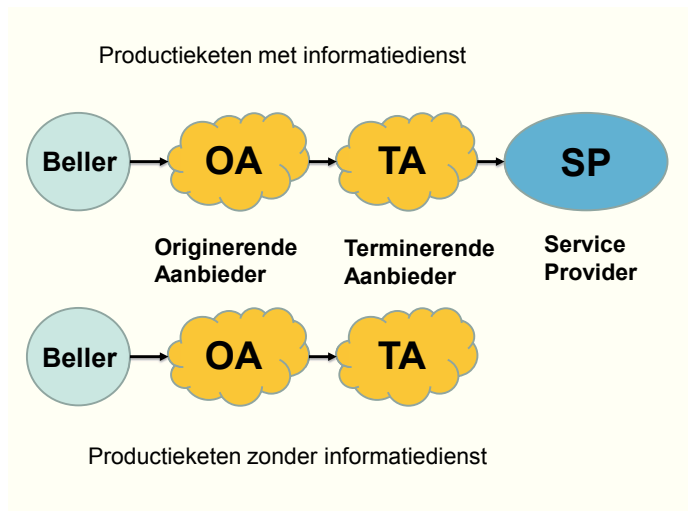 Productieketen met informatiedienst
Beller OA TA SP
Originerende Terminerende Service
Aanbieder Aanbieder Provider
Beller OA TA
Productieketen zonder informatiedienst